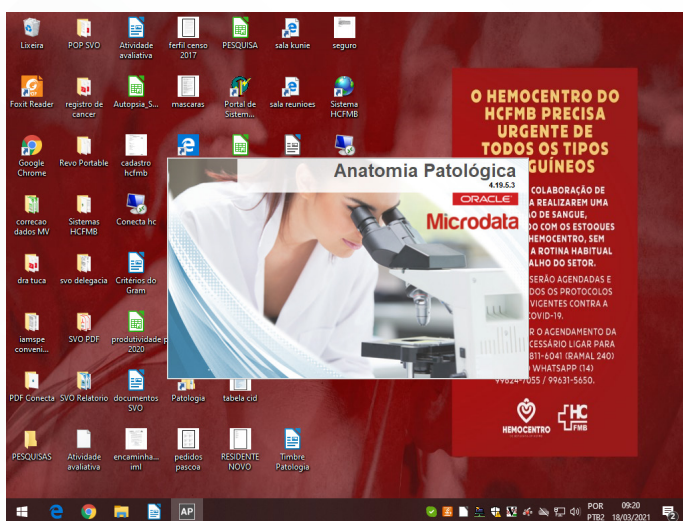 Lixeira
POP SVO
Atividade
avaliativa
ferfil censo
2017
PESQUISA
sala kunie
seguro
Foxit Reader
registro de
cancer
Autopsia_S...
mascaras
Portal de
Sistem...
sala reunioes
Sistema
HCFMB
Google
Chrome
Revo Portable
cadastro
hcfmb
correcao
dados MV
Sistemas
HCFMB
Conecta hc
dra tuca
svo delegacia
Critérios do
Gram
iamspe
conveni...
SVO PDF
produtividade
2020
PDF Conecta
SVO Relatorio
documentos
SVO
Patologia
tabela cid
PESQUISAS
Atividade
avaliativa
encaminha...
iml
pedidos
pascoa
RESIDENTE
NOVO
Timbre
Patologia
Anatomia Patológica
4.19.5.3
ORACLE
Microdata
O HEMOCENTRO DO
HCFMB PRECISA
URGENTE DE
TODOS OS TIPOS
GUÍNEOS
COLABORAÇÃO DE
A REALIZAREM UMA
O DE SANGUE,
DO COM OS ESTOQUES
HEMOCENTRO, SEM
A ROTINA HABITUAL
ALHO DO SETOR.
SERÃO AGENDADAS E
DOS OS PROTOCOLOS
VIGENTES CONTRA A
COVID-19.
R O AGENDAMENTO DA
CESSÁRIO LIGAR PARA
811-6041 (RAMAL 240)
WHATSAPP (14)
99624-7055 / 99631-5650.
HEMOCENTRO
HC
FMB
AP
POR
PTB2
09:20
18/03/2021
2